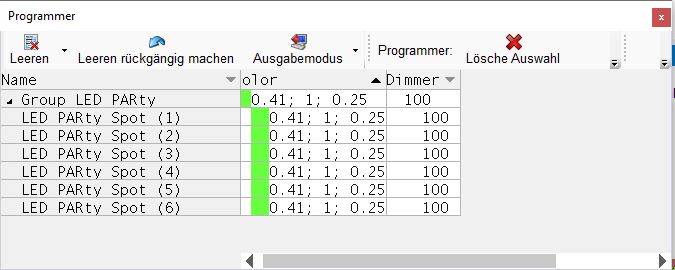 Programmer
Leeren Leeren rückgängig machen Ausgabemodus Programmer: Lösche Auswahl
Name olor Dimmer
Group LED PARty 0.41; 1; 0.25 100
LED PARty Spot (1) 0.41; 1; 0.25 100
LED PARty Spot (2) 0.41; 1; 0.25 100
LED PARty Spot (3) 0.41; 1; 0.25 100
LED PARty Spot (4) 0.41; 1; 0.25 100
LED PARty Spot (5) 0.41; 1; 0.25 100
LED PARty Spot (6) 0.41; 1; 0.25 100